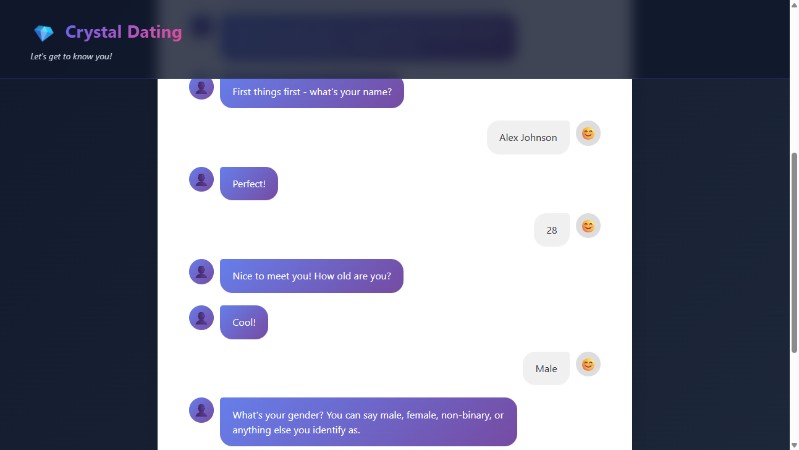 Crystal Dating
Let's get to know you!
First things first - what's your name?
Alex Johnson
Perfect!
28
Nice to meet you! How old are you?
Cool!
Male
What's your gender? You can say male, female, non-binary, or
anything else you identify as.